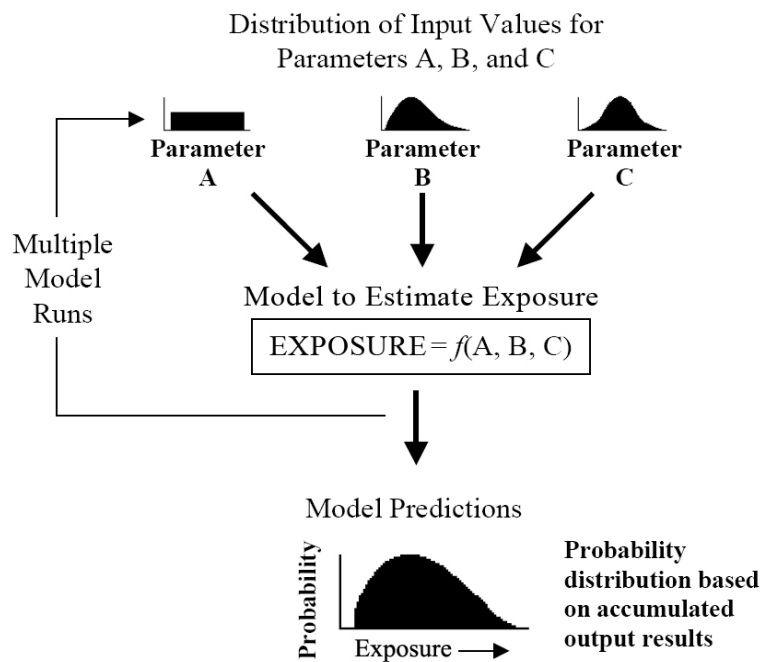 Distribution of Input Values for
Parameters A, B, and C
Parameter
A
Parameter
B
Parameter
C
Multiple
Model
Runs
Model to Estimate Exposure
EXPOSURE = f(A, B, C)
Model Predictions
Probability
Exposure
Probability
distribution based
on accumulated
output results